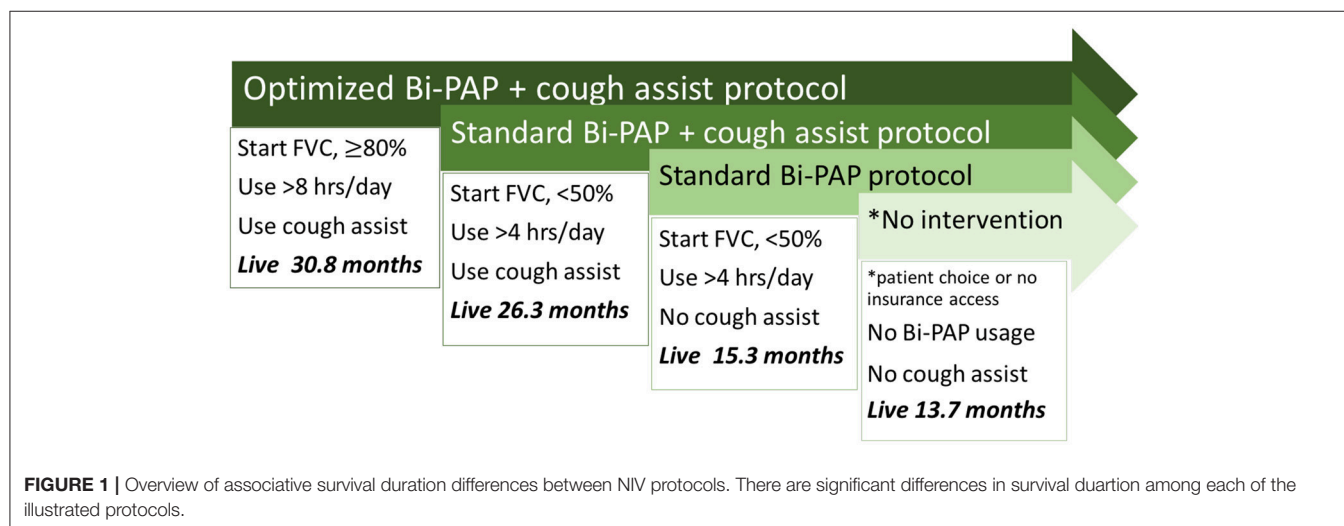 Optimized Bi-PAP + cough assist protocol
Start FVC, ≥80%
Use >8 hrs/day
Use cough assist
Live 30.8 months
Standard Bi-PAP + cough assist protocol
Start FVC, <50%
Use >4 hrs/day
Use cough assist
Live 26.3 months
Standard Bi-PAP protocol
Start FVC, <50%
Use >4 hrs/day
No cough assist
Live 15.3 months
*No intervention
*patient choice or no
insurance access
No Bi-PAP usage
No cough assist
Live 13.7 months
FIGURE 1 | Overview of associative survival duration differences between NIV protocols. There are significant differences in survival duartion among each of the
illustrated protocols.